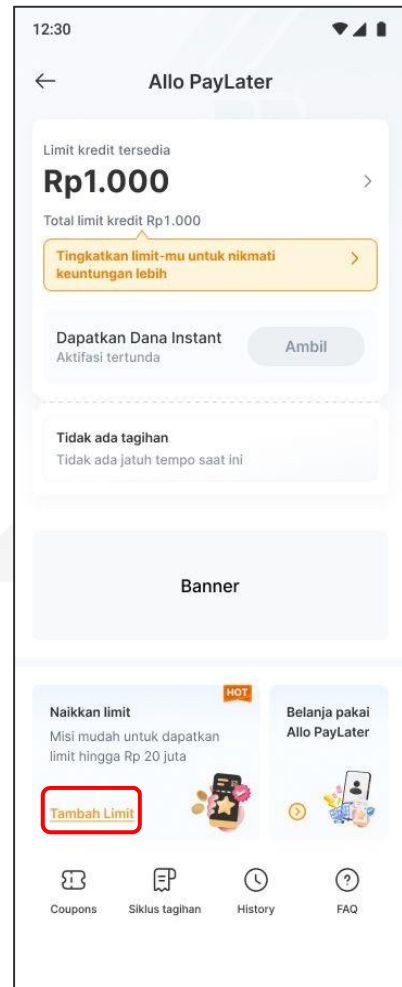 12:30
Allo PayLater
Limit kredit tersedia
Rp1.000
Total limit kredit Rp1.000
Tingkatkan limit-mu untuk nikmati
keuntungan lebih
Dapatkan Dana Instant
Aktifasi tertunda
Ambil
Tidak ada tagihan
Tidak ada jatuh tempo saat ini
Banner
HOT
Naikkan limit
Misi mudah untuk dapatkan
limit hingga Rp 20 juta
Tambah Limit
Belanja pakai
Allo PayLater
Coupons
Siklus tagihan
History
FAQ